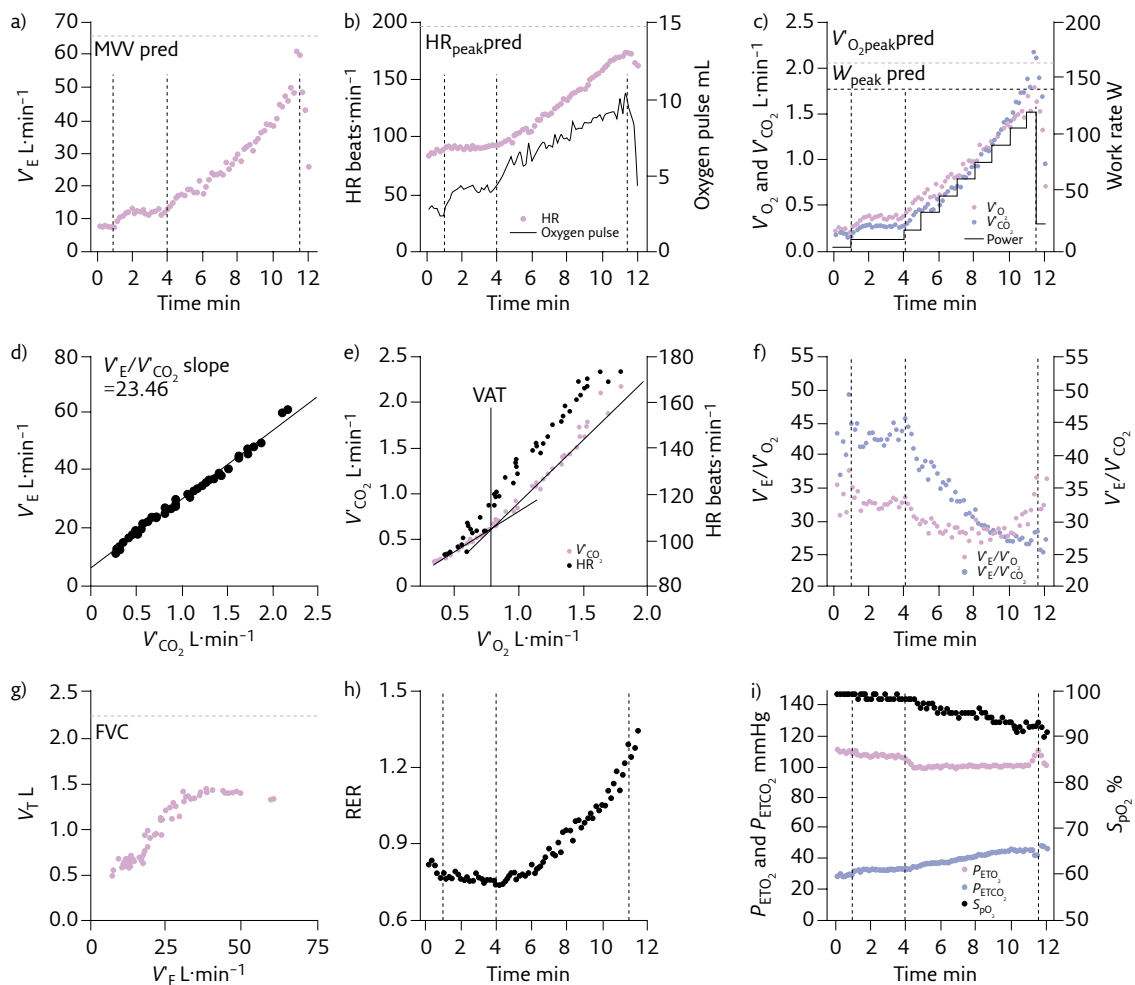 a)
70
60
50
40
30
20
10
0
V'E L·min−1
MVV pred
0 2 4 6 8 10 12
Time min
b)
200
150
100
50
0
HR beats·min−1
HRpeakpred
15
10
5
0
Oxygen pulse mL
HR
Oxygen pulse
0 2 4 6 8 10 12
Time min
c)
2.5
2.0
1.5
1.0
0.5
0.0
V'O2 and V'CO2 L·min−1
V'O2peakpred
Wpeak pred
200
150
100
50
0
Work rate W
V'O2
V'CO2
Power
0 2 4 6 8 10 12
Time min
d)
80
60
40
20
0
V'E L·min−1
V'E/V'CO2 slope
=23.46
0 0.5 1.0 1.5 2.0 2.5
V'CO2 L·min−1
e)
2.5
2.0
1.5
1.0
0.5
0
V'CO2 L·min−1
VAT
180
160
140
120
100
80
HR beats·min−1
V'CO2
HR
0.5 1.0 1.5 2.0
V'O2 L·min−1
f)
55
50
45
40
35
30
25
20
V'E/V'O2
55
50
45
40
35
30
25
20
V'E/V'CO2
V'E/V'O2
V'E/V'CO2
0 2 4 6 8 10 12
Time min
g)
2.5
2.0
1.5
1.0
0.5
0.0
VT L
FVC
0 25 50 75
V'E L·min−1
h)
1.5
1.2
0.9
0.6
RER
0 2 4 6 8 10 12
Time min
i)
140
120
100
80
60
40
20
0
PETO2 and PETCO2 mmHg
100
90
80
70
60
50
SpO2 %
PETO2
PETCO2
SpO2
0 2 4 6 8 10 12
Time min